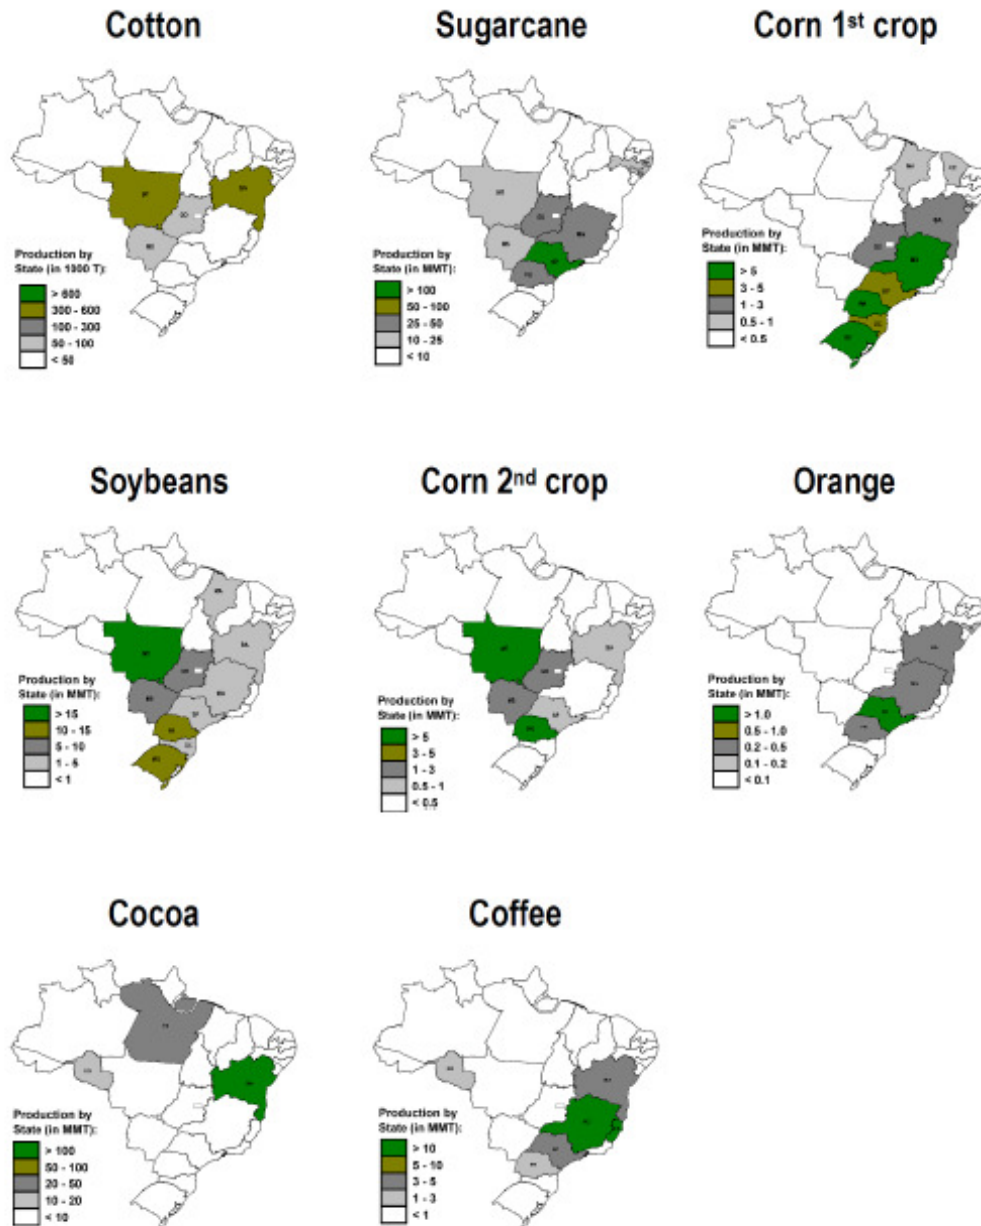 Cotton
Production by
State (in 1000 T):
> 600
300 - 600
100 - 300
50 - 100
< 50
Sugarcane
Production by
State (in MMT):
> 100
50 - 100
25 - 50
10 - 25
< 10
Corn 1st crop
Production by
State (in MMT):
> 5
3 - 5
1 - 3
0.5 - 1
< 0.5
Soybeans
Production by
State (in MMT):
> 15
10 - 15
5 - 10
1 - 5
< 1
Corn 2nd crop
Production by
State (in MMT):
> 5
3 - 5
1 - 3
0.5 - 1
< 0.5
Orange
Production by
State (in MMT):
> 1.0
0.5 - 1.0
0.2 - 0.5
0.1 - 0.2
< 0.1
Cocoa
Production by
State (in MMT):
> 100
50 - 100
20 - 50
10 - 20
< 10
Coffee
Production by
State (in MMT):
> 10
5 - 10
3 - 5
1 - 3
< 1